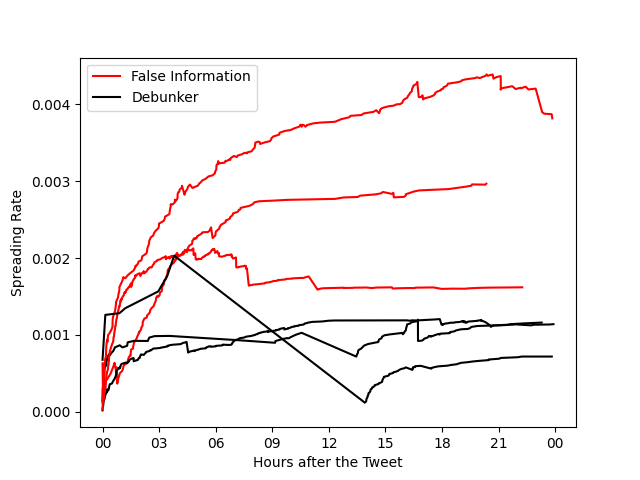 False Information
Debunker
0.004
0.003
0.002
0.001
0.000
Spreading Rate
00 03 06 09 12 15 18 21 00
Hours after the Tweet